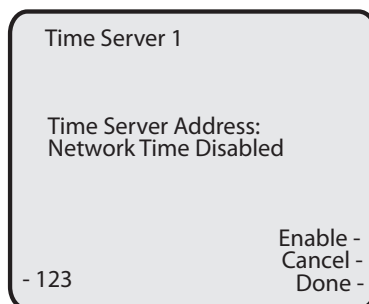 Time Server 1
Time Server Address:
Network Time Disabled
Enable -
Cancel -
- 123 Done -